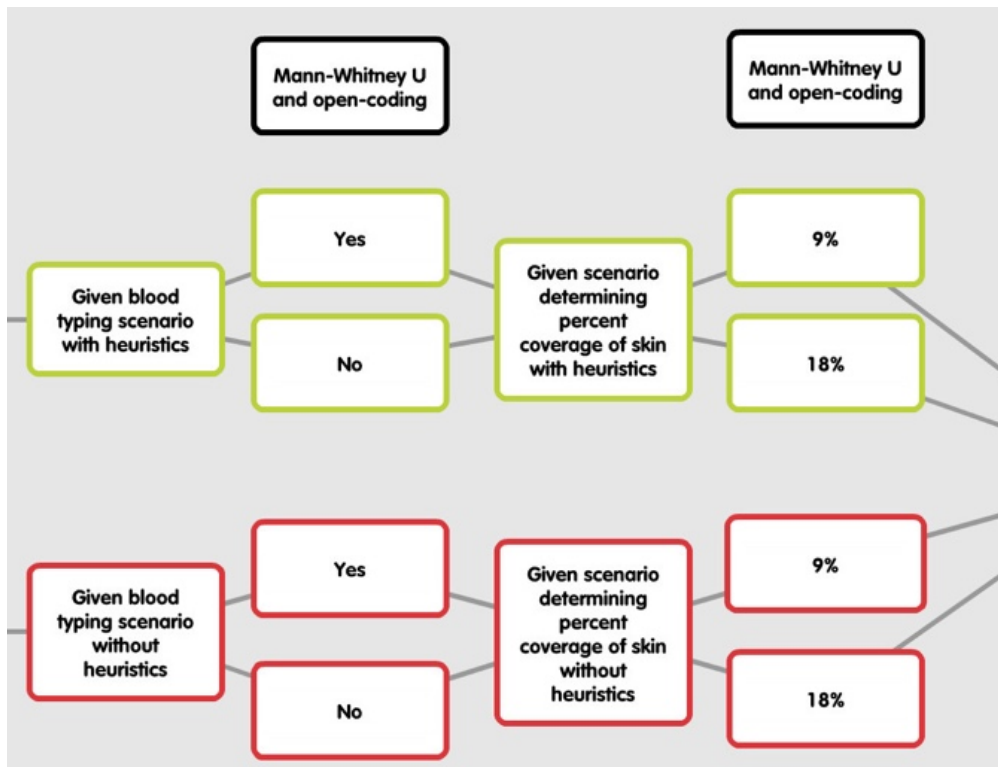 Mann-Whitney U
and open-coding
Mann-Whitney U
and open-coding
Given blood
typing scenario
with heuristics
Yes
No
Given scenario
determining
percent
coverage of skin
with heuristics
9%
18%
Given blood
typing scenario
without
heuristics
Yes
No
Given scenario
determining
percent
coverage of skin
without
heuristics
9%
18%